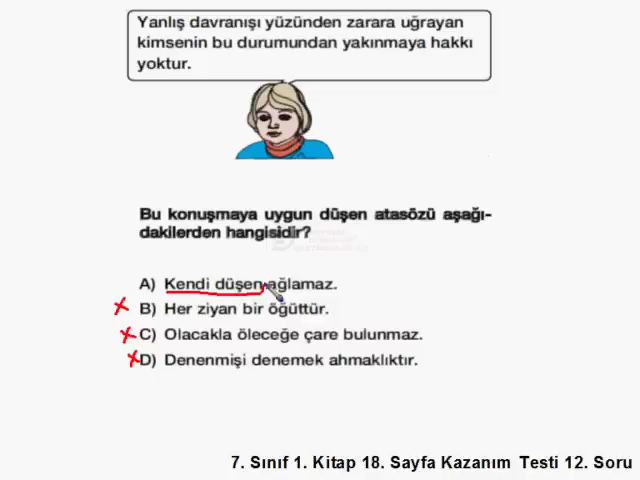 Yanlış davranışı yüzünden zarara uğrayan
kimsenin bu durumundan yakınmaya hakkı
yoktur.
Bu konuşmaya uygun düşen atasözü aşağı-
dakilerden hangisidir?
A) Kendi düşen ağlamaz.
B) Her ziyan bir öğüttür.
C) Olacakla öleceğe çare bulunmaz.
D) Denenmişi denemek ahmaklıktır.
7. Sınıf 1. Kitap 18. Sayfa Kazanım Testi 12. Soru